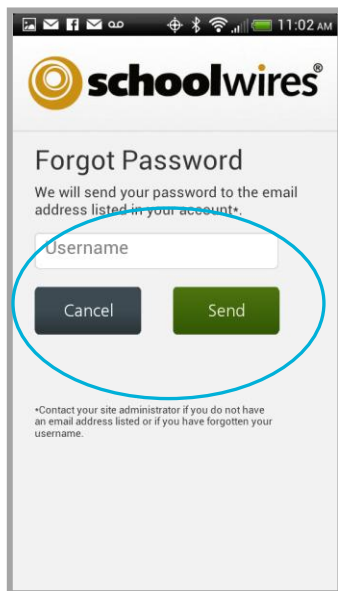 11:02 AM
schoolwires®
Forgot Password
We will send your password to the email
address listed in your account*.
Username
Cancel
Send
*Contact your site administrator if you do not have
an email address listed or if you have forgotten your
username.